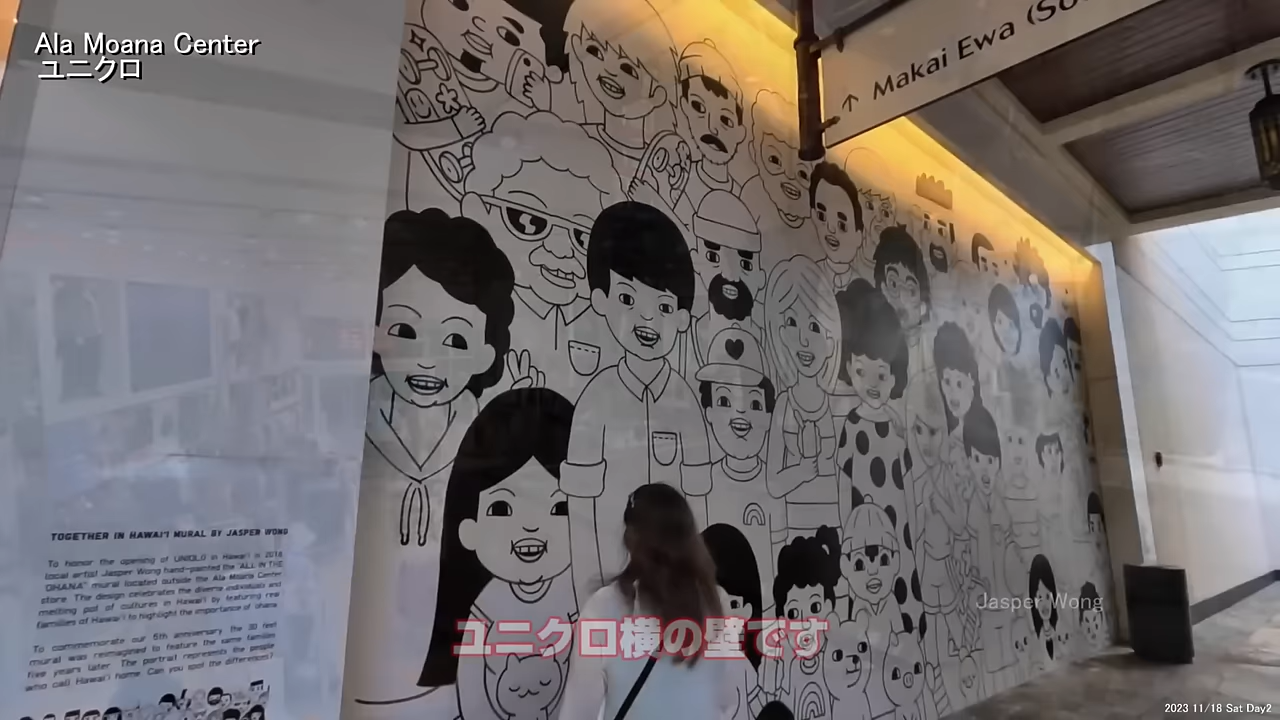 Ala Moana Center
ユニクロ
↑ Makai Ewa (So
TOGETHER IN HAWAI'I MURAL BY JASPER WONG
To honor the opening of UNIQLO in Hawai'i in 2018
local artist Jasper Wong hand-painted the "ALL IN THE
'OHANA" mural located outside the Ala Moana Center
store. The design celebrates the diverse individuals and
melting pot of cultures in Hawai'i by featuring real
families of Hawai'i to highlight the importance of ohana.
To commemorate our 5th anniversary, the 30 feet
mural was reimagined to feature the same families
five years later. The portrait represents the people
who call Hawai'i home. Can you spot the differences?
Jasper Wong
ユニクロ横の壁です
2023 11/18 Sat Day2